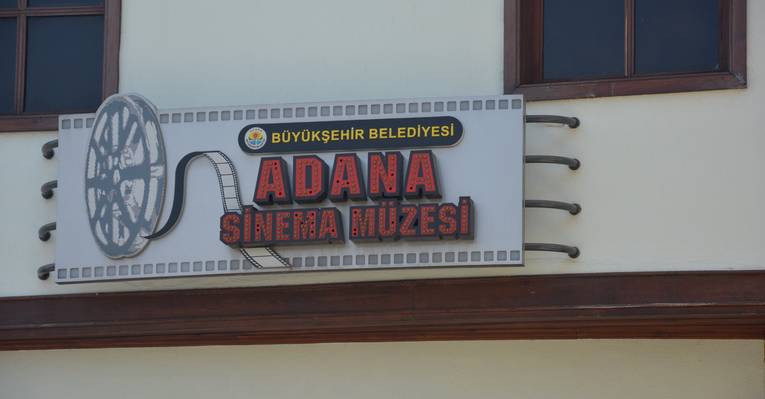 BÜYÜKŞEHİR BELEDİYESİ
ADANA
SİNEMA MÜZESİ